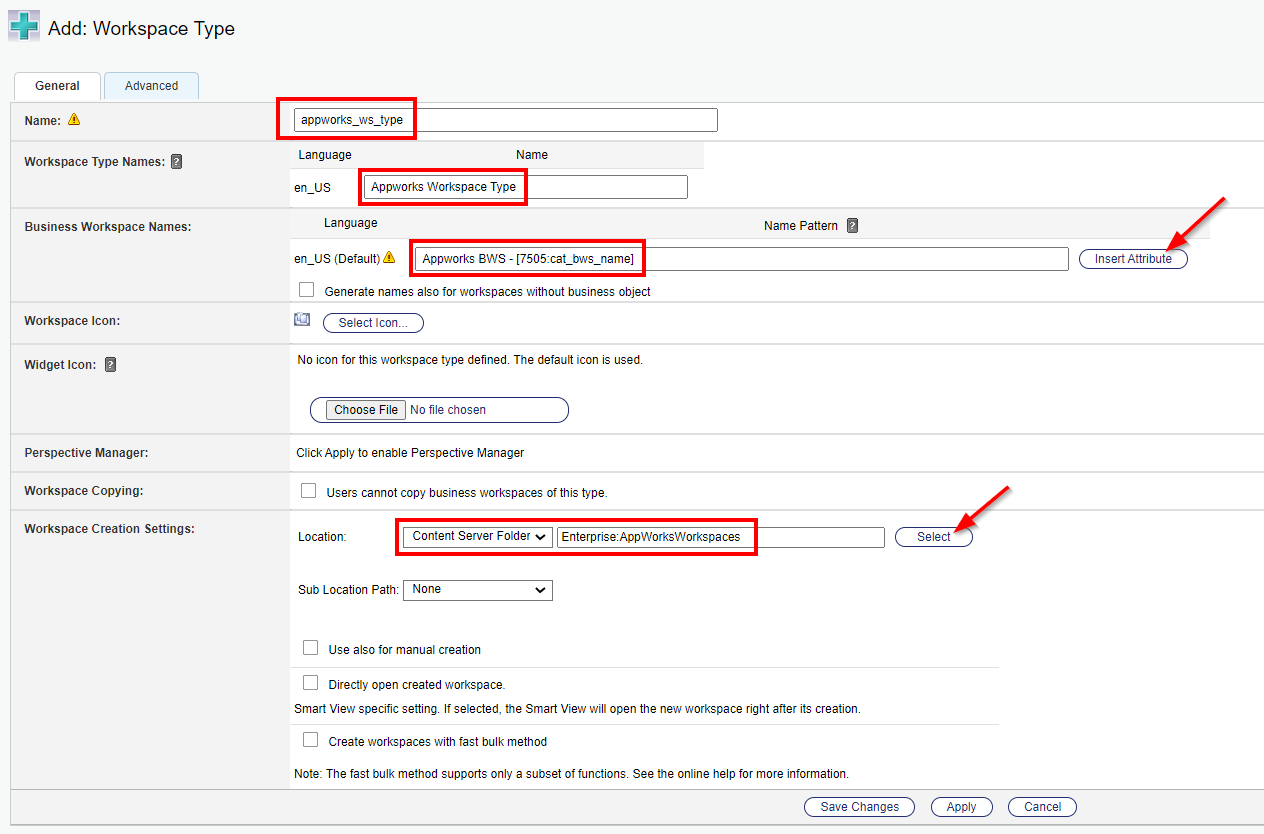 Add: Workspace Type
General Advanced
Name: appworks_ws_type
Workspace Type Names: ? Language Name
en_US Appworks Workspace Type
Business Workspace Names: Language Name Pattern ?
en_US (Default) Appworks BWS - [7505:cat_bws_name] Insert Attribute
Generate names also for workspaces without business object
Workspace Icon: Select Icon...
Widget Icon: ? No icon for this workspace type defined. The default icon is used.
Choose File No file chosen
Perspective Manager: Click Apply to enable Perspective Manager
Workspace Copying: Users cannot copy business workspaces of this type.
Workspace Creation Settings: Location: Content Server Folder Enterprise:AppWorksWorkspaces Select
Sub Location Path: None
Use also for manual creation
Directly open created workspace.
Smart View specific setting. If selected, the Smart View will open the new workspace right after its creation.
Create workspaces with fast bulk method
Note: The fast bulk method supports only a subset of functions. See the online help for more information.
Save Changes Apply Cancel